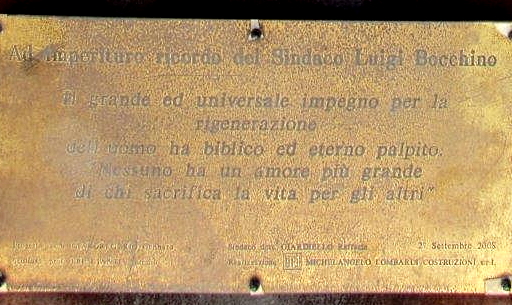 Ad Imperituro ricordo del Sindaco Luigi Bocchino
Il grande ed universale impegno per la
rigenerazione
dell'uomo ha biblico ed eterno palpito.
"Nessuno ha un amore più grande
di chi sacrifica la vita per gli altri"
Sindaco dott. CIARDIELLO Raffaele 27 Settembre 2008
Realizzazione MICHELANGELO LOMBARDI COSTRUZIONI s.r.l.